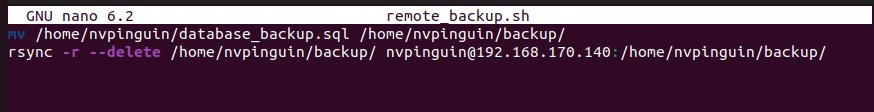 GNU nano 6.2 remote_backup.sh
mv /home/nvpinguin/database_backup.sql /home/nvpinguin/backup/
rsync -r --delete /home/nvpinguin/backup/ nvpinguin@192.168.170.140:/home/nvpinguin/backup/